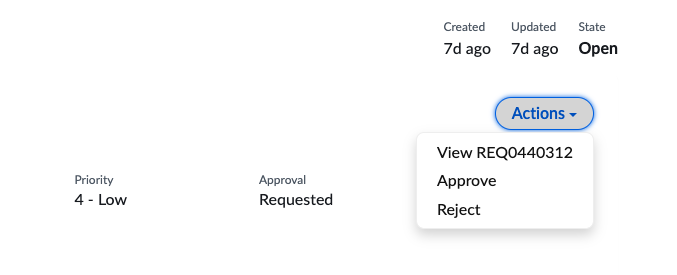 Created Updated State
7d ago 7d ago Open
Actions
View REQ0440312
Approve
Reject
Priority Approval
4 - Low Requested